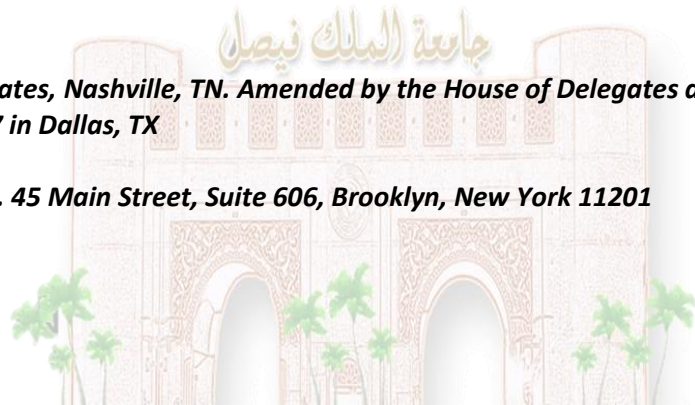 جامعة الملك فيصل
ates, Nashville, TN. Amended by the House of Delegates a
7 in Dallas, TX
. 45 Main Street, Suite 606, Brooklyn, New York 11201